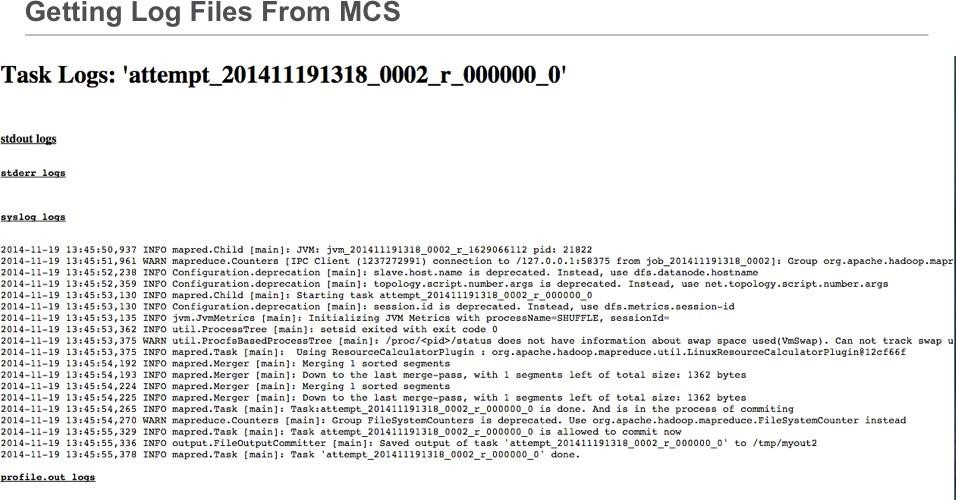 Getting Log Files From MCS
Task Logs: 'attempt_201411191318_0002_r_000000_0'
stdout logs
stderr logs
syslog logs
2014-11-19 13:45:50,937 INFO mapred.Child [main]: JVM: jvm_201411191318_0002_r_1629066112 pid: 21822
2014-11-19 13:45:51,961 WARN mapreduce.Counters [IPC Client (1237272991) connection to /127.0.0.1:58375 from job_201411191318_0002]: Group org.apache.hadoop.mapr
2014-11-19 13:45:52,238 INFO Configuration.deprecation [main]: slave.host.name is deprecated. Instead, use dfs.datanode.hostname
2014-11-19 13:45:52,359 INFO Configuration.deprecation [main]: topology.script.number.args is deprecated. Instead, use net.topology.script.number.args
2014-11-19 13:45:53,130 INFO mapred.Child [main]: Starting task attempt_201411191318_0002_r_000000_0
2014-11-19 13:45:53,130 INFO Configuration.deprecation [main]: session.id is deprecated. Instead, use dfs.metrics.session-id
2014-11-19 13:45:53,135 INFO jvm.JvmMetrics [main]: Initializing JVM Metrics with processName=SHUFFLE, sessionId=
2014-11-19 13:45:53,362 INFO util.ProcessTree [main]: setsid exited with exit code 0
2014-11-19 13:45:53,375 WARN util.ProcfsBasedProcessTree [main]: /proc/<pid>/status does not have information about swap space used(VmSwap). Can not track swap u
2014-11-19 13:45:53,375 INFO mapred.Task [main]:  Using ResourceCalculatorPlugin : org.apache.hadoop.mapreduce.util.LinuxResourceCalculatorPlugin@12cf66f
2014-11-19 13:45:54,192 INFO mapred.Merger [main]: Merging 1 sorted segments
2014-11-19 13:45:54,193 INFO mapred.Merger [main]: Down to the last merge-pass, with 1 segments left of total size: 1362 bytes
2014-11-19 13:45:54,224 INFO mapred.Merger [main]: Merging 1 sorted segments
2014-11-19 13:45:54,225 INFO mapred.Merger [main]: Down to the last merge-pass, with 1 segments left of total size: 1362 bytes
2014-11-19 13:45:54,265 INFO mapred.Task [main]: Task:attempt_201411191318_0002_r_000000_0 is done. And is in the process of commiting
2014-11-19 13:45:54,270 WARN mapreduce.Counters [main]: Group FileSystemCounters is deprecated. Use org.apache.hadoop.mapreduce.FileSystemCounter instead
2014-11-19 13:45:55,329 INFO mapred.Task [main]: Task attempt_201411191318_0002_r_000000_0 is allowed to commit now
2014-11-19 13:45:55,336 INFO output.FileOutputCommitter [main]: Saved output of task 'attempt_201411191318_0002_r_000000_0' to /tmp/myout2
2014-11-19 13:45:55,378 INFO mapred.Task [main]: Task 'attempt_201411191318_0002_r_000000_0' done.
profile.out logs